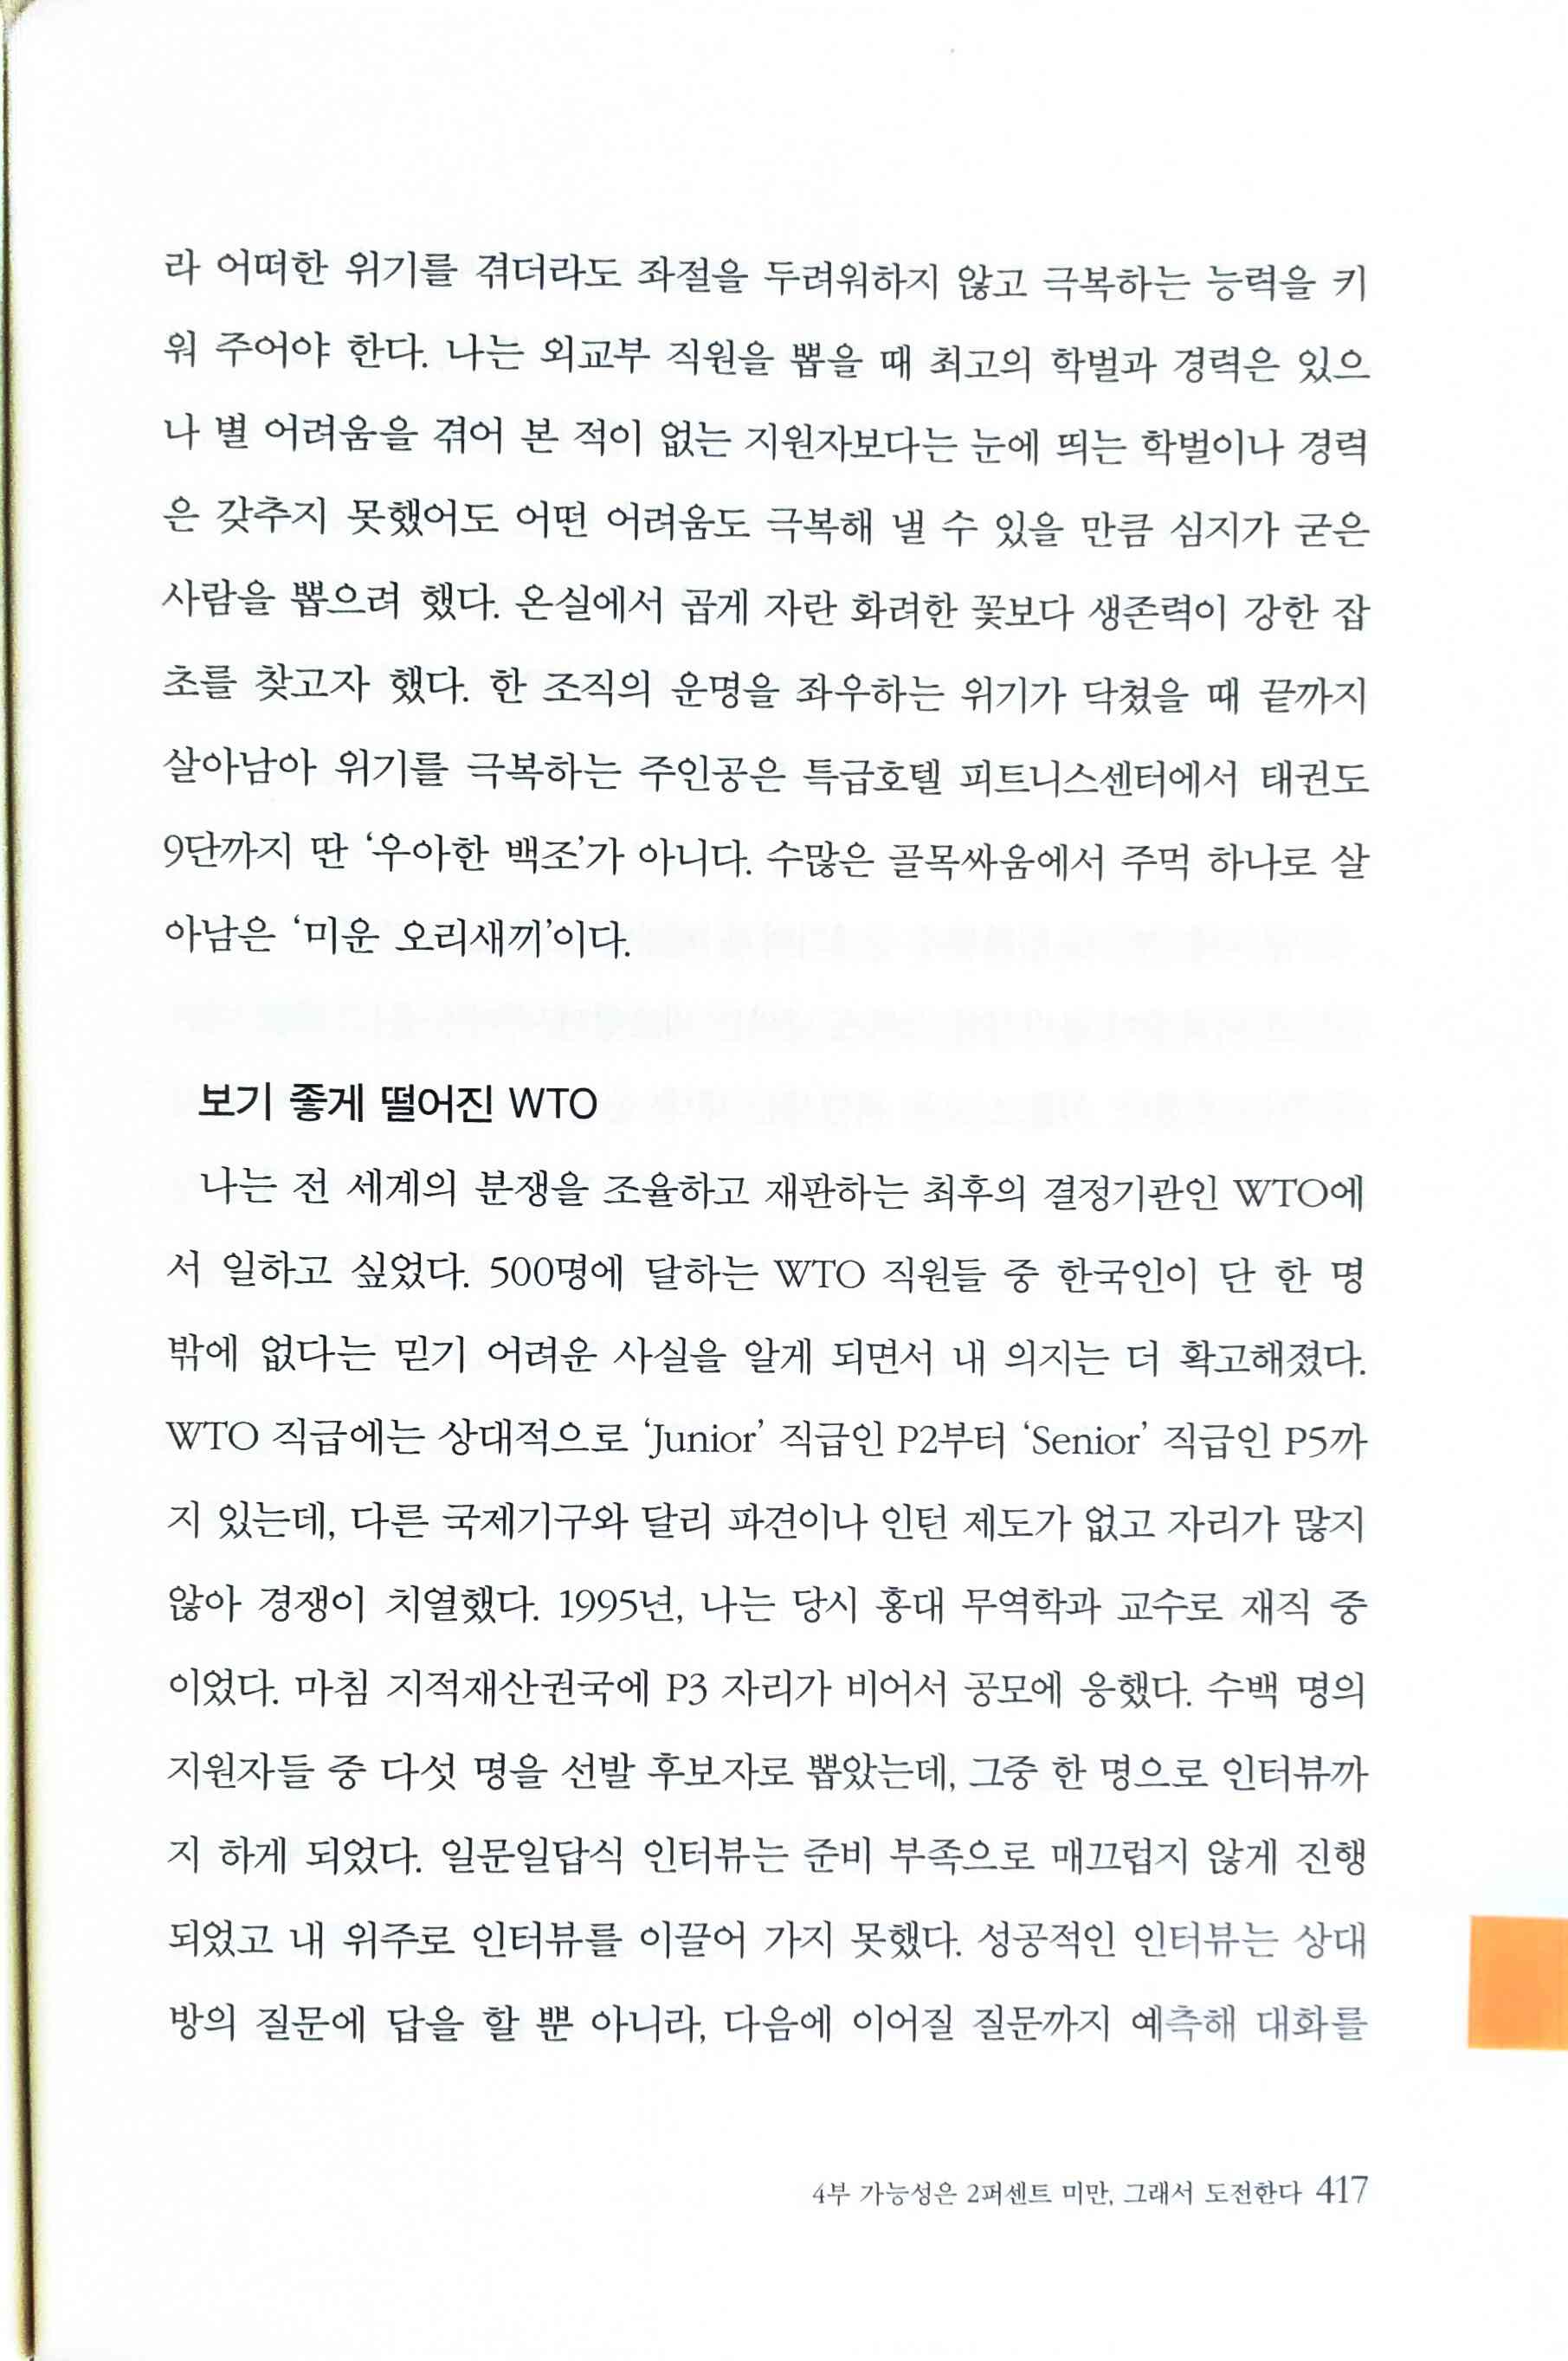 라 어떠한 위기를 겪더라도 좌절을 두려워하지 않고 극복하는 능력을 키
워 주어야 한다. 나는 외교부 직원을 뽑을 때 최고의 학벌과 경력은 있으
나 별 어려움을 겪어 본 적이 없는 지원자보다는 눈에 띄는 학벌이나 경력
은 갖추지 못했어도 어떤 어려움도 극복해 낼 수 있을 만큼 심지가 굳은
사람을 뽑으려 했다. 온실에서 곱게 자란 화려한 꽃보다 생존력이 강한 잡
초를 찾고자 했다. 한 조직의 운명을 좌우하는 위기가 닥쳤을 때 끝까지
살아남아 위기를 극복하는 주인공은 특급호텔 피트니스센터에서 태권도
9단까지 딴 ‘우아한 백조’가 아니다. 수많은 골목싸움에서 주먹 하나로 살
아남은 ‘미운 오리새끼’이다.
보기 좋게 떨어진 WTO
나는 전 세계의 분쟁을 조율하고 재판하는 최후의 결정기관인 WTO에
서 일하고 싶었다. 500명에 달하는 WTO 직원들 중 한국인이 단 한 명
밖에 없다는 믿기 어려운 사실을 알게 되면서 내 의지는 더 확고해졌다.
WTO 직급에는 상대적으로 ‘Junior’ 직급인 P2부터 ‘Senior’ 직급인 P5까
지 있는데, 다른 국제기구와 달리 파견이나 인턴 제도가 없고 자리가 많지
않아 경쟁이 치열했다. 1995년, 나는 당시 홍대 무역학과 교수로 재직 중
이었다. 마침 지적재산권국에 P3 자리가 비어서 공모에 응했다. 수백 명의
지원자들 중 다섯 명을 선발 후보자로 뽑았는데, 그중 한 명으로 인터뷰까
지 하게 되었다. 일문일답식 인터뷰는 준비 부족으로 매끄럽지 않게 진행
되었고 내 위주로 인터뷰를 이끌어 가지 못했다. 성공적인 인터뷰는 상대
방의 질문에 답을 할 뿐 아니라, 다음에 이어질 질문까지 예측해 대화를
4부 가능성은 2퍼센트 미만, 그래서 도전한다 417